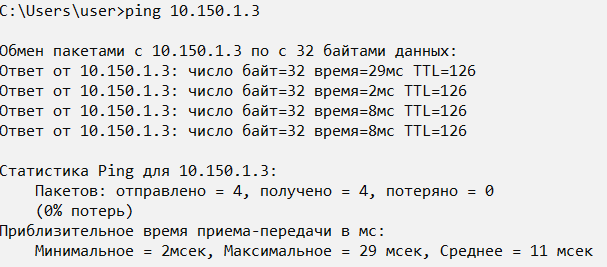 C:\Users\user>ping 10.150.1.3
Обмен пакетами с 10.150.1.3 по с 32 байтами данных:
Ответ от 10.150.1.3: число байт=32 время=29мс TTL=126
Ответ от 10.150.1.3: число байт=32 время=2мс TTL=126
Ответ от 10.150.1.3: число байт=32 время=8мс TTL=126
Ответ от 10.150.1.3: число байт=32 время=8мс TTL=126
Статистика Ping для 10.150.1.3:
Пакетов: отправлено = 4, получено = 4, потеряно = 0
(0% потерь)
Приблизительное время приема-передачи в мс:
Минимальное = 2мсек, Максимальное = 29 мсек, Среднее = 11 мсек